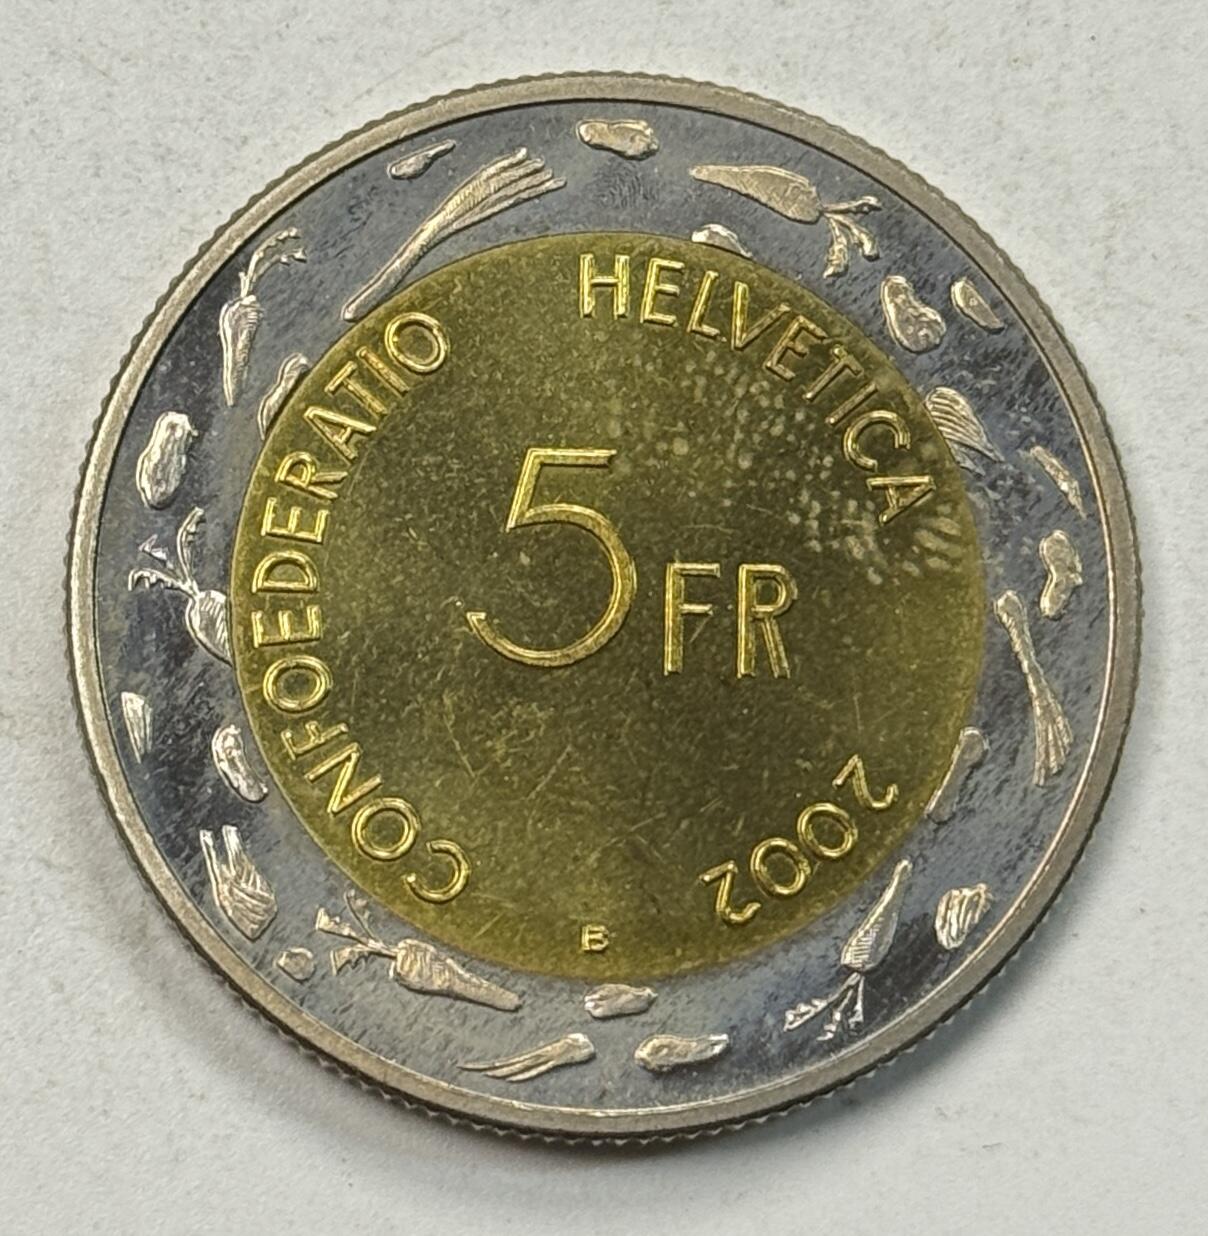 CONFOEDERATIO HELVETICA
5 FR
2002
B